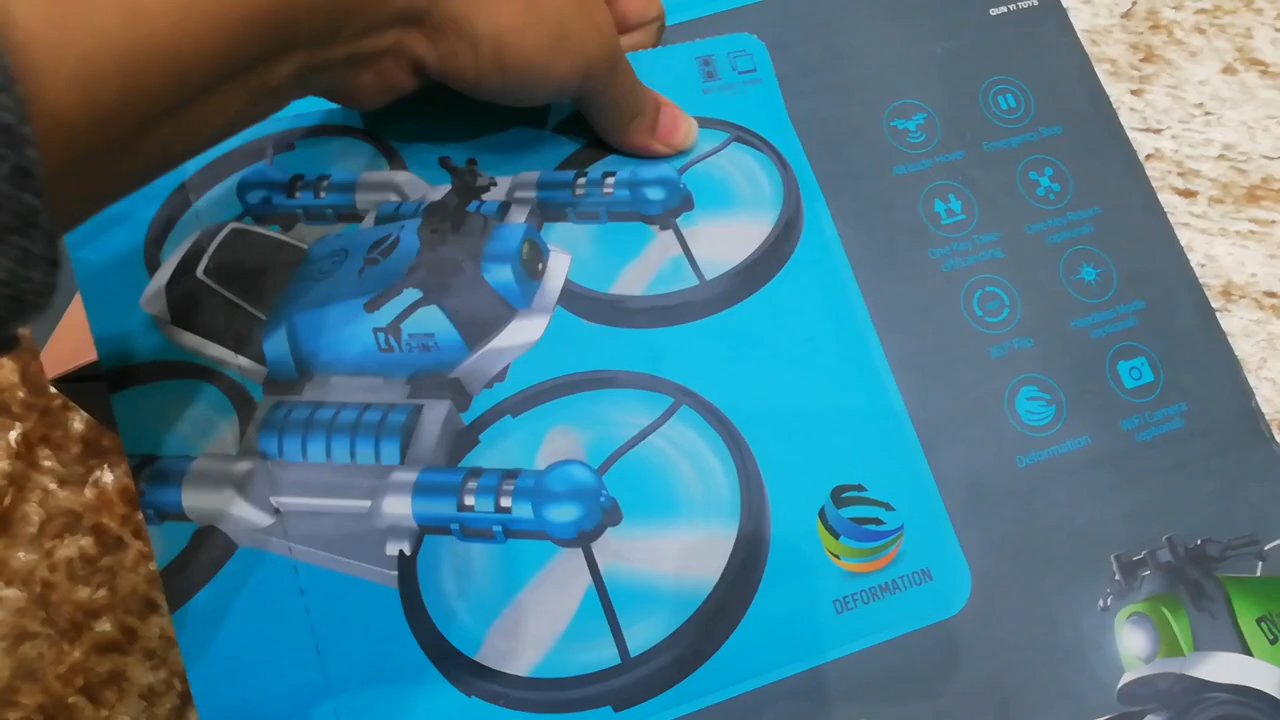 QUN YI TOYS
Altitude Hover
Emergency Stop
One Key Take-
off/Landing
One Key Return
(optional)
360° Flip
Headless Mode
(optional)
Deformation
WiFi Camera
(optional)
2-IN-1
DEFORMATION